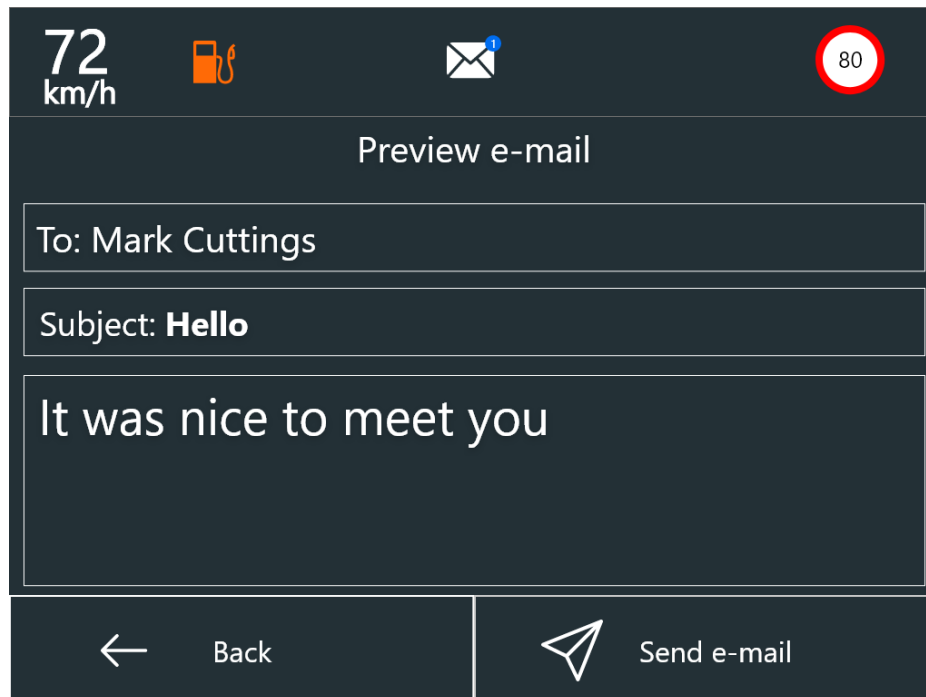 72
km/h
1
80
Preview e-mail
To: Mark Cuttings
Subject: Hello
It was nice to meet you
Back
Send e-mail